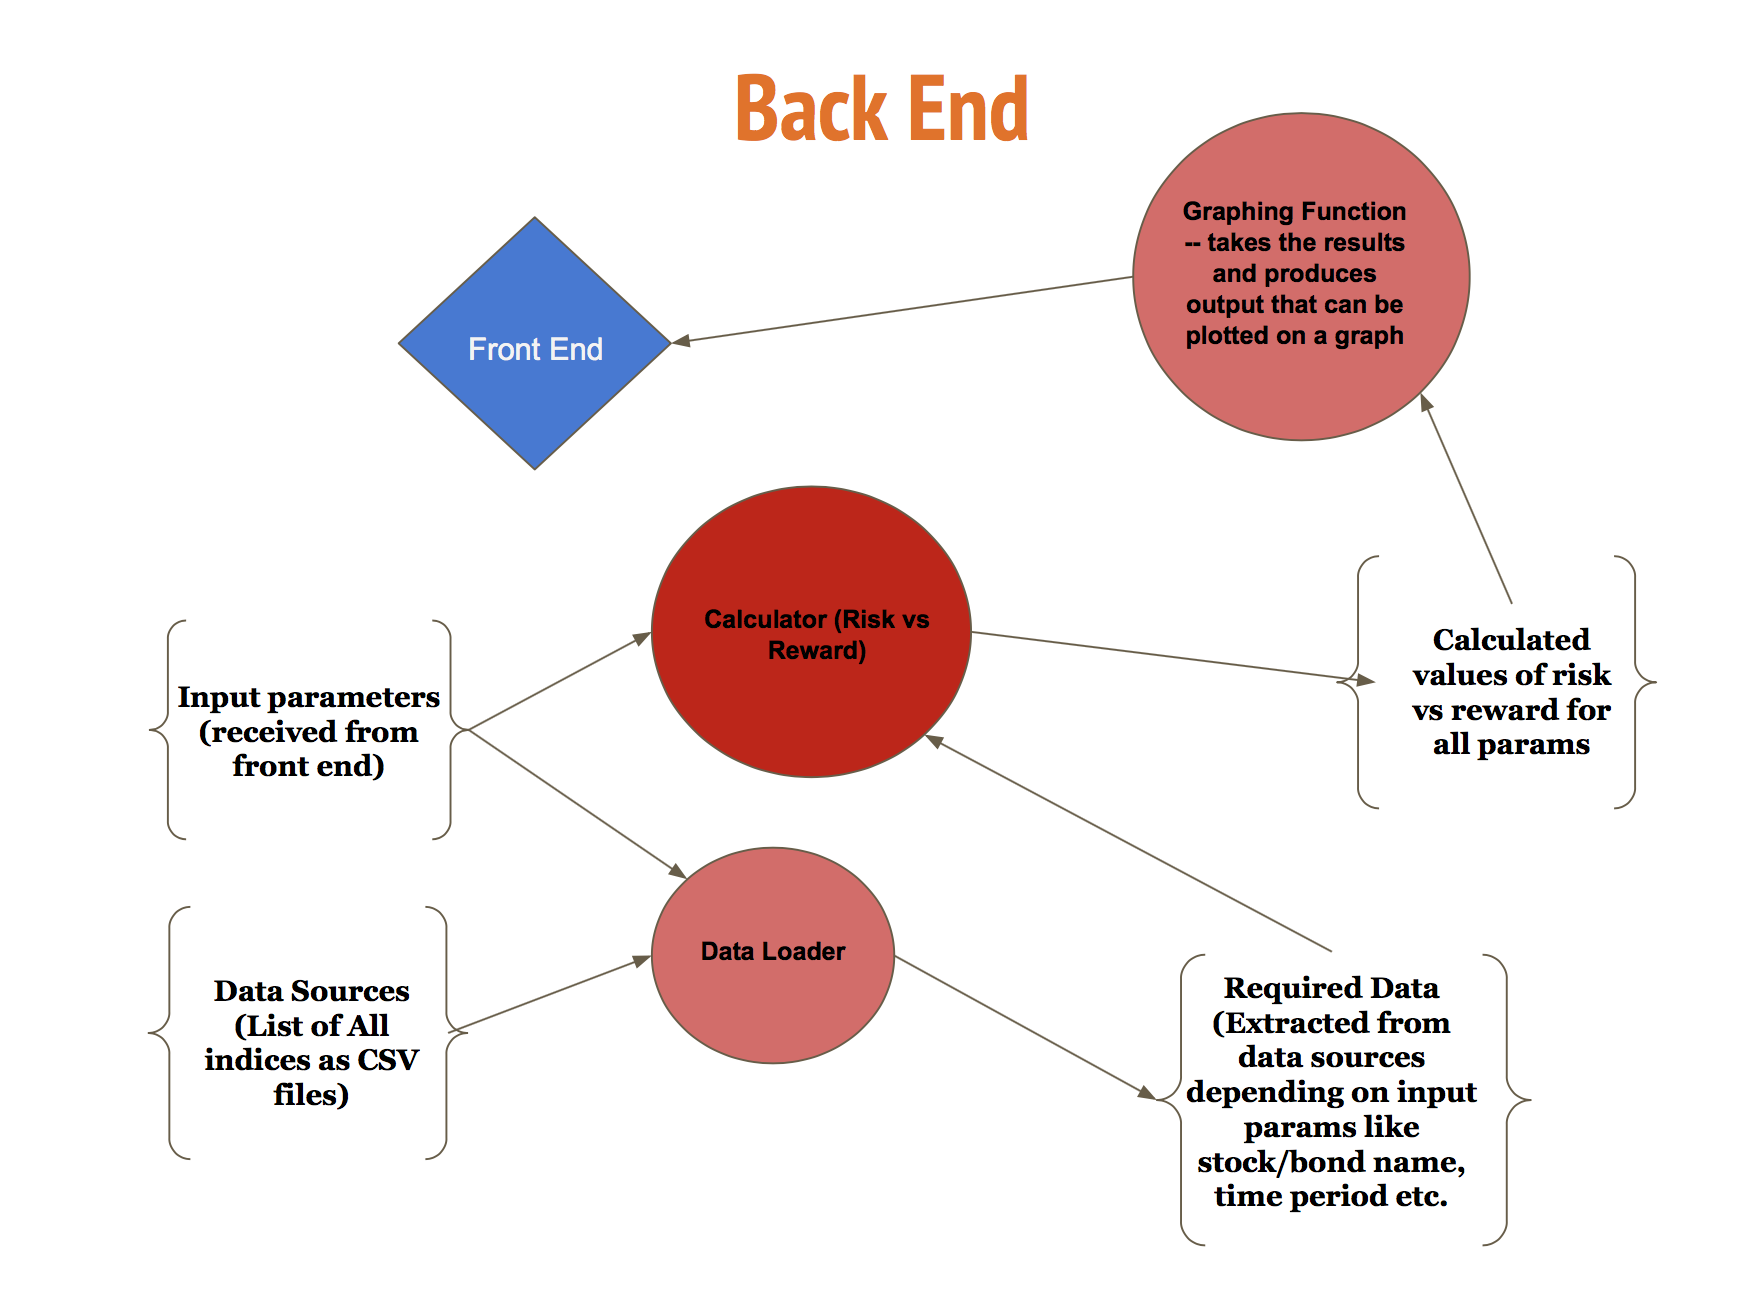 Back End
Graphing Function
-- takes the results
and produces
output that can be
plotted on a graph
Front End
Calculator (Risk vs
Reward)
Calculated
values of risk
vs reward for
all params
Input parameters
(received from
front end)
Data Loader
Data Sources
(List of All
indices as CSV
files)
Required Data
(Extracted from
data sources
depending on input
params like
stock/bond name,
time period etc.